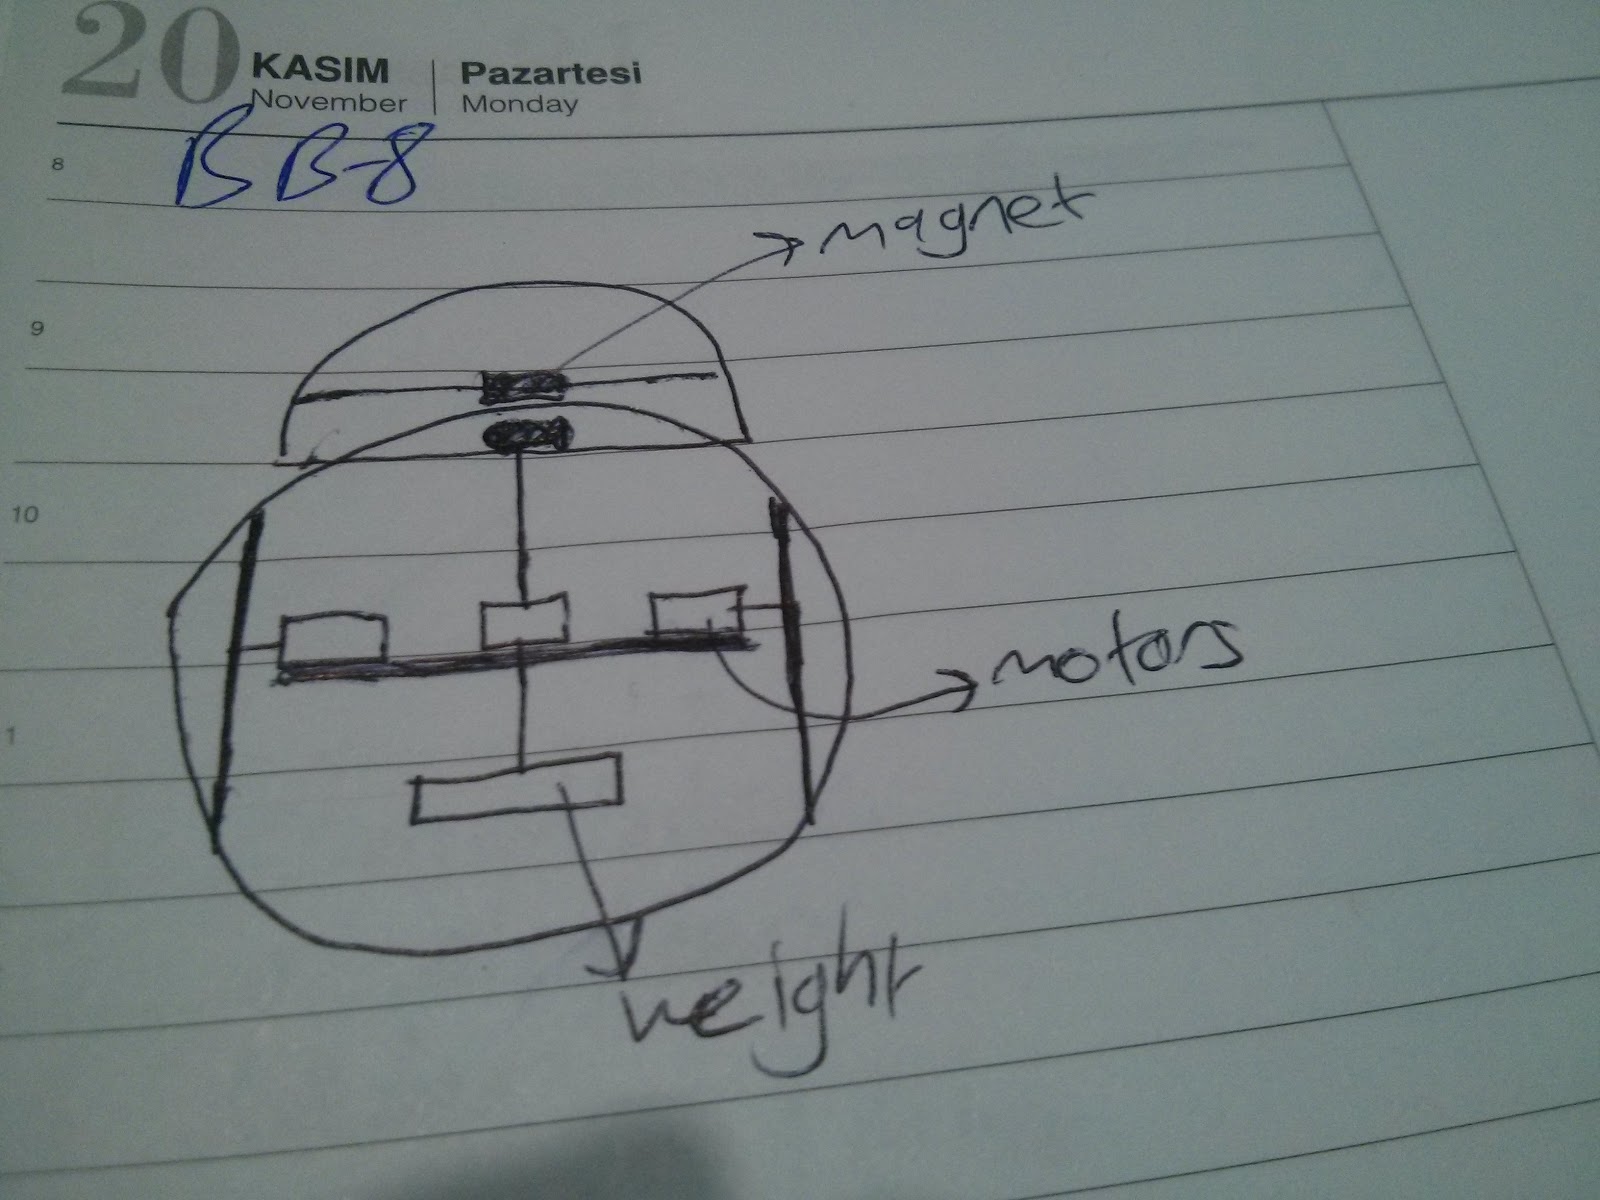 20 KASIM Pazartesi
November Monday
8
BB-8
magnet
9
10
motors
1
weight